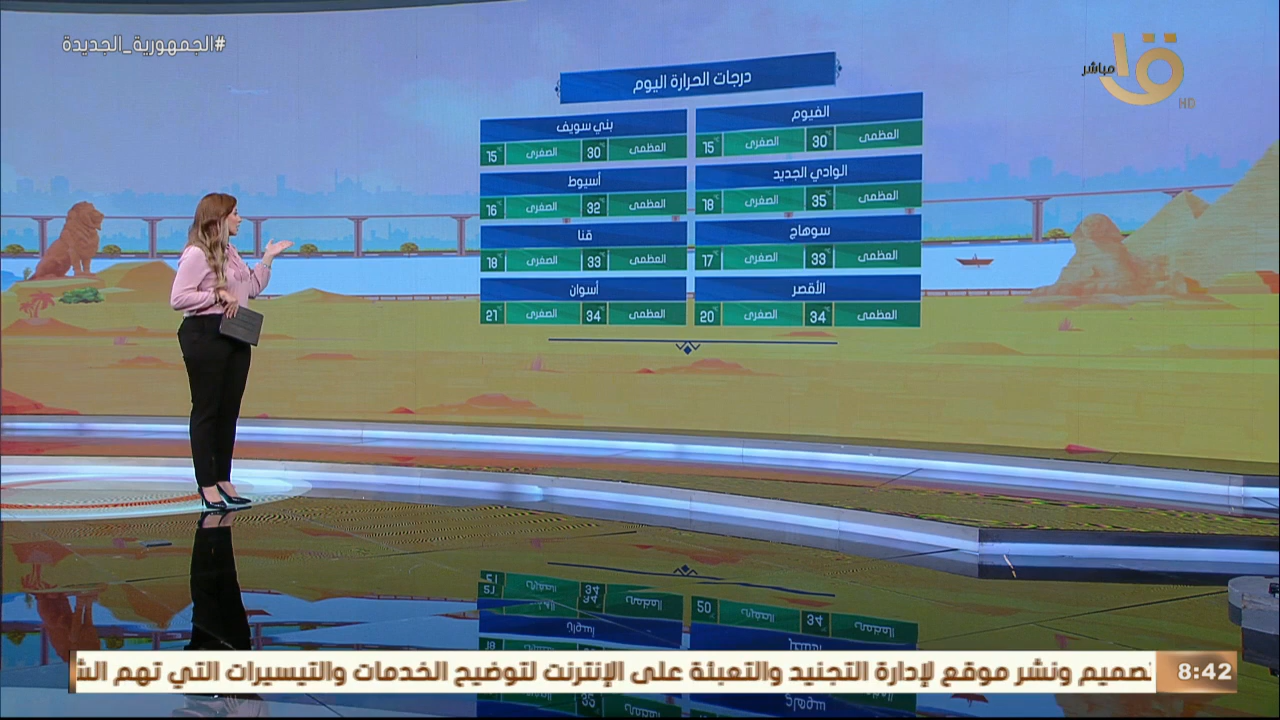 #الجمهورية_الجديدة
مباشر
HD
درجات الحرارة اليوم
الفيوم
العظمى 30° الصغرى 15°
بني سويف
العظمى 30° الصغرى 15°
الوادي الجديد
العظمى 35° الصغرى 18°
أسيوط
العظمى 32° الصغرى 16°
سوهاج
العظمى 33° الصغرى 17°
قنا
العظمى 33° الصغرى 18°
الأقصر
العظمى 34° الصغرى 20°
أسوان
العظمى 34° الصغرى 21°
8:42
ونشر موقع لإدارة التجنيد والتعبئة على الإنترنت لتوضيح الخدمات والتيسيرات التي تهم